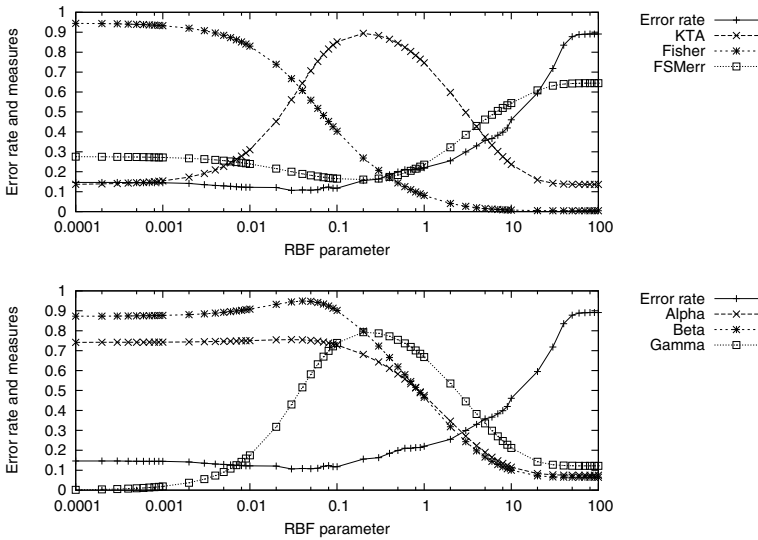 Error rate and measures
1
0.9
0.8
0.7
0.6
0.5
0.4
0.3
0.2
0.1
0
0.0001 0.001 0.01 0.1 1 10 100
RBF parameter
Error rate
KTA
Fisher
FSMerr
Error rate and measures
1
0.9
0.8
0.7
0.6
0.5
0.4
0.3
0.2
0.1
0
0.0001 0.001 0.01 0.1 1 10 100
RBF parameter
Error rate
Alpha
Beta
Gamma